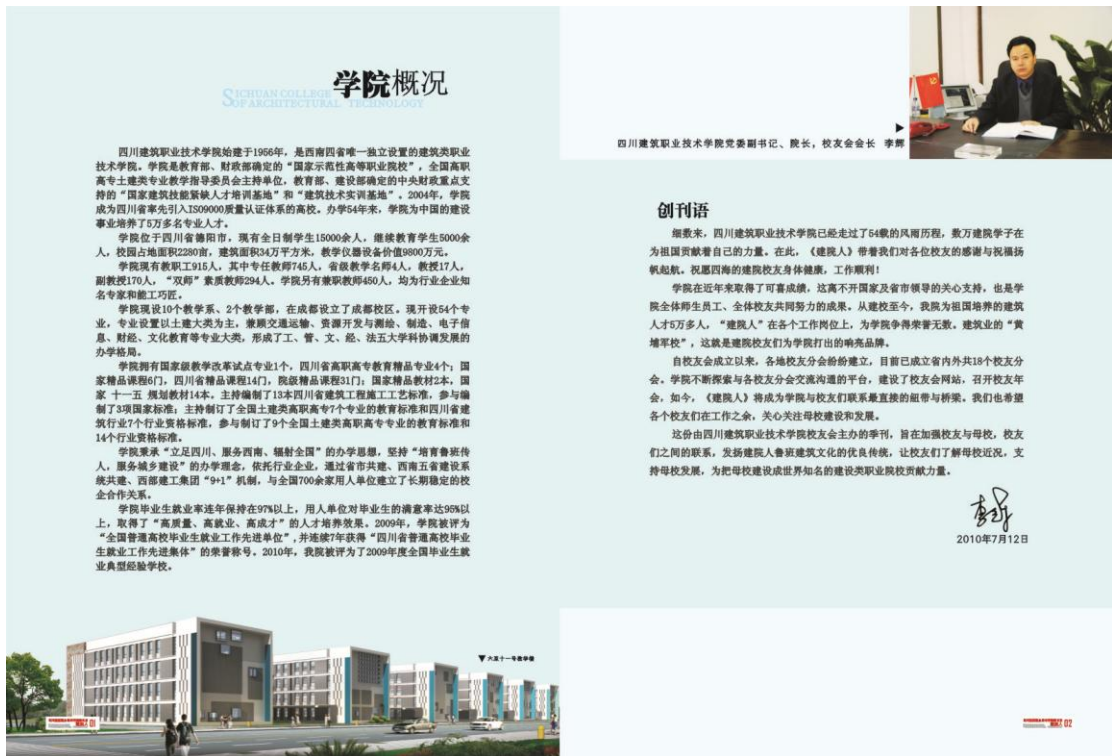 学院概况
SICHUAN COLLEGE
OF ARCHITECTURAL TECHNOLOGY
四川建筑职业技术学院始建于1956年，是西南四省唯一独立设置的建筑类职业
技术学院。学院是教育部、财政部确定的“国家示范性高等职业院校”，全国高职
高专土建类专业教学指导委员会主持单位，教育部、建设部确定的中央财政重点支
持的“国家建筑技能紧缺人才培训基地”和“建筑技术实训基地”。2004年，学院
成为四川省率先引入ISO9000质量认证体系的高校。办学54年来，学院为中国的建设
事业培养了5万多名专业人才。
学院位于四川省德阳市，现有全日制学生15000余人，继续教育学生5000余
人，校园占地面积2280亩，建筑面积34万平方米，教学仪器设备价值9800万元。
学院现有教职工915人，其中专任教师745人，省级教学名师4人，教授17人，
副教授170人，“双师”素质教师294人。学院另有兼职教师450人，均为行业企业知
名专家和能工巧匠。
学院现设10个教学系、2个教学部，在成都设立了成都校区。现开设54个专
业，专业设置以土建大类为主，兼顾交通运输、资源开发与测绘、制造、电子信
息、财经、文化教育等专业大类，形成了工、管、文、经、法五大学科协调发展的
办学格局。
学院拥有国家级教学改革试点专业1个，四川省高职高专教育精品专业4个；国
家精品课程6门，四川省精品课程14门，院级精品课程31门；国家精品教材2本，国
家 十一五 规划教材14本。主持编制了13本四川省建筑工程施工工艺标准，参与编
制了3项国家标准；主持制订了全国土建类高职高专7个专业的教育标准和四川省建
筑行业7个行业资格标准，参与制订了9个全国土建类高职高专专业的教育标准和
14个行业资格标准。
学院秉承“立足四川、服务西南、辐射全国”的办学思想，坚持“培育鲁班传
人，服务城乡建设”的办学理念，依托行业企业，通过省市共建、西南五省建设系
统共建、西部建工集团“9+1”机制，与全国700余家用人单位建立了长期稳定的校
企合作关系。
学院毕业生就业率连年保持在97%以上，用人单位对毕业生的满意率达95%以
上，取得了“高质量、高就业、高成才”的人才培养效果。2009年，学院被评为
“全国普通高校毕业生就业工作先进单位”，并连续7年获得“四川省普通高校毕业
生就业工作先进集体”的荣誉称号。2010年，我院被评为了2009年度全国毕业生就
业典型经验学校。
▼六至十一号教学楼
01
四川建筑职业技术学院党委副书记、院长，校友会会长 李辉
创刊语
细数来，四川建筑职业技术学院已经走过了54载的风雨历程，数万建院学子在
为祖国贡献着自己的力量。在此，《建院人》带着我们对各位校友的感谢与祝福扬
帆起航。祝愿四海的建院校友身体健康，工作顺利！
学院在近年来取得了可喜成绩，这离不开国家及省市领导的关心支持，也是学
院全体师生员工、全体校友共同努力的成果。从建校至今，我院为祖国培养的建筑
人才5万多人，“建院人”在各个工作岗位上，为学院争得荣誉无数。建筑业的“黄
埔军校”，这就是建院校友们为学院打出的响亮品牌。
自校友会成立以来，各地校友分会纷纷建立，目前已成立省内外共18个校友分
会。学院不断探索与各校友分会交流沟通的平台，建设了校友会网站，召开校友年
会，如今，《建院人》将成为学院与校友们联系最直接的纽带与桥梁。我们也希望
各个校友们在工作之余，关心关注母校建设和发展。
这份由四川建筑职业技术学院校友会主办的季刊，旨在加强校友与母校，校友
们之间的联系，发扬建院人鲁班建筑文化的优良传统，让校友们了解母校近况，支
持母校发展，为把母校建设成世界知名的建设类职业院校贡献力量。
2010年7月12日
02